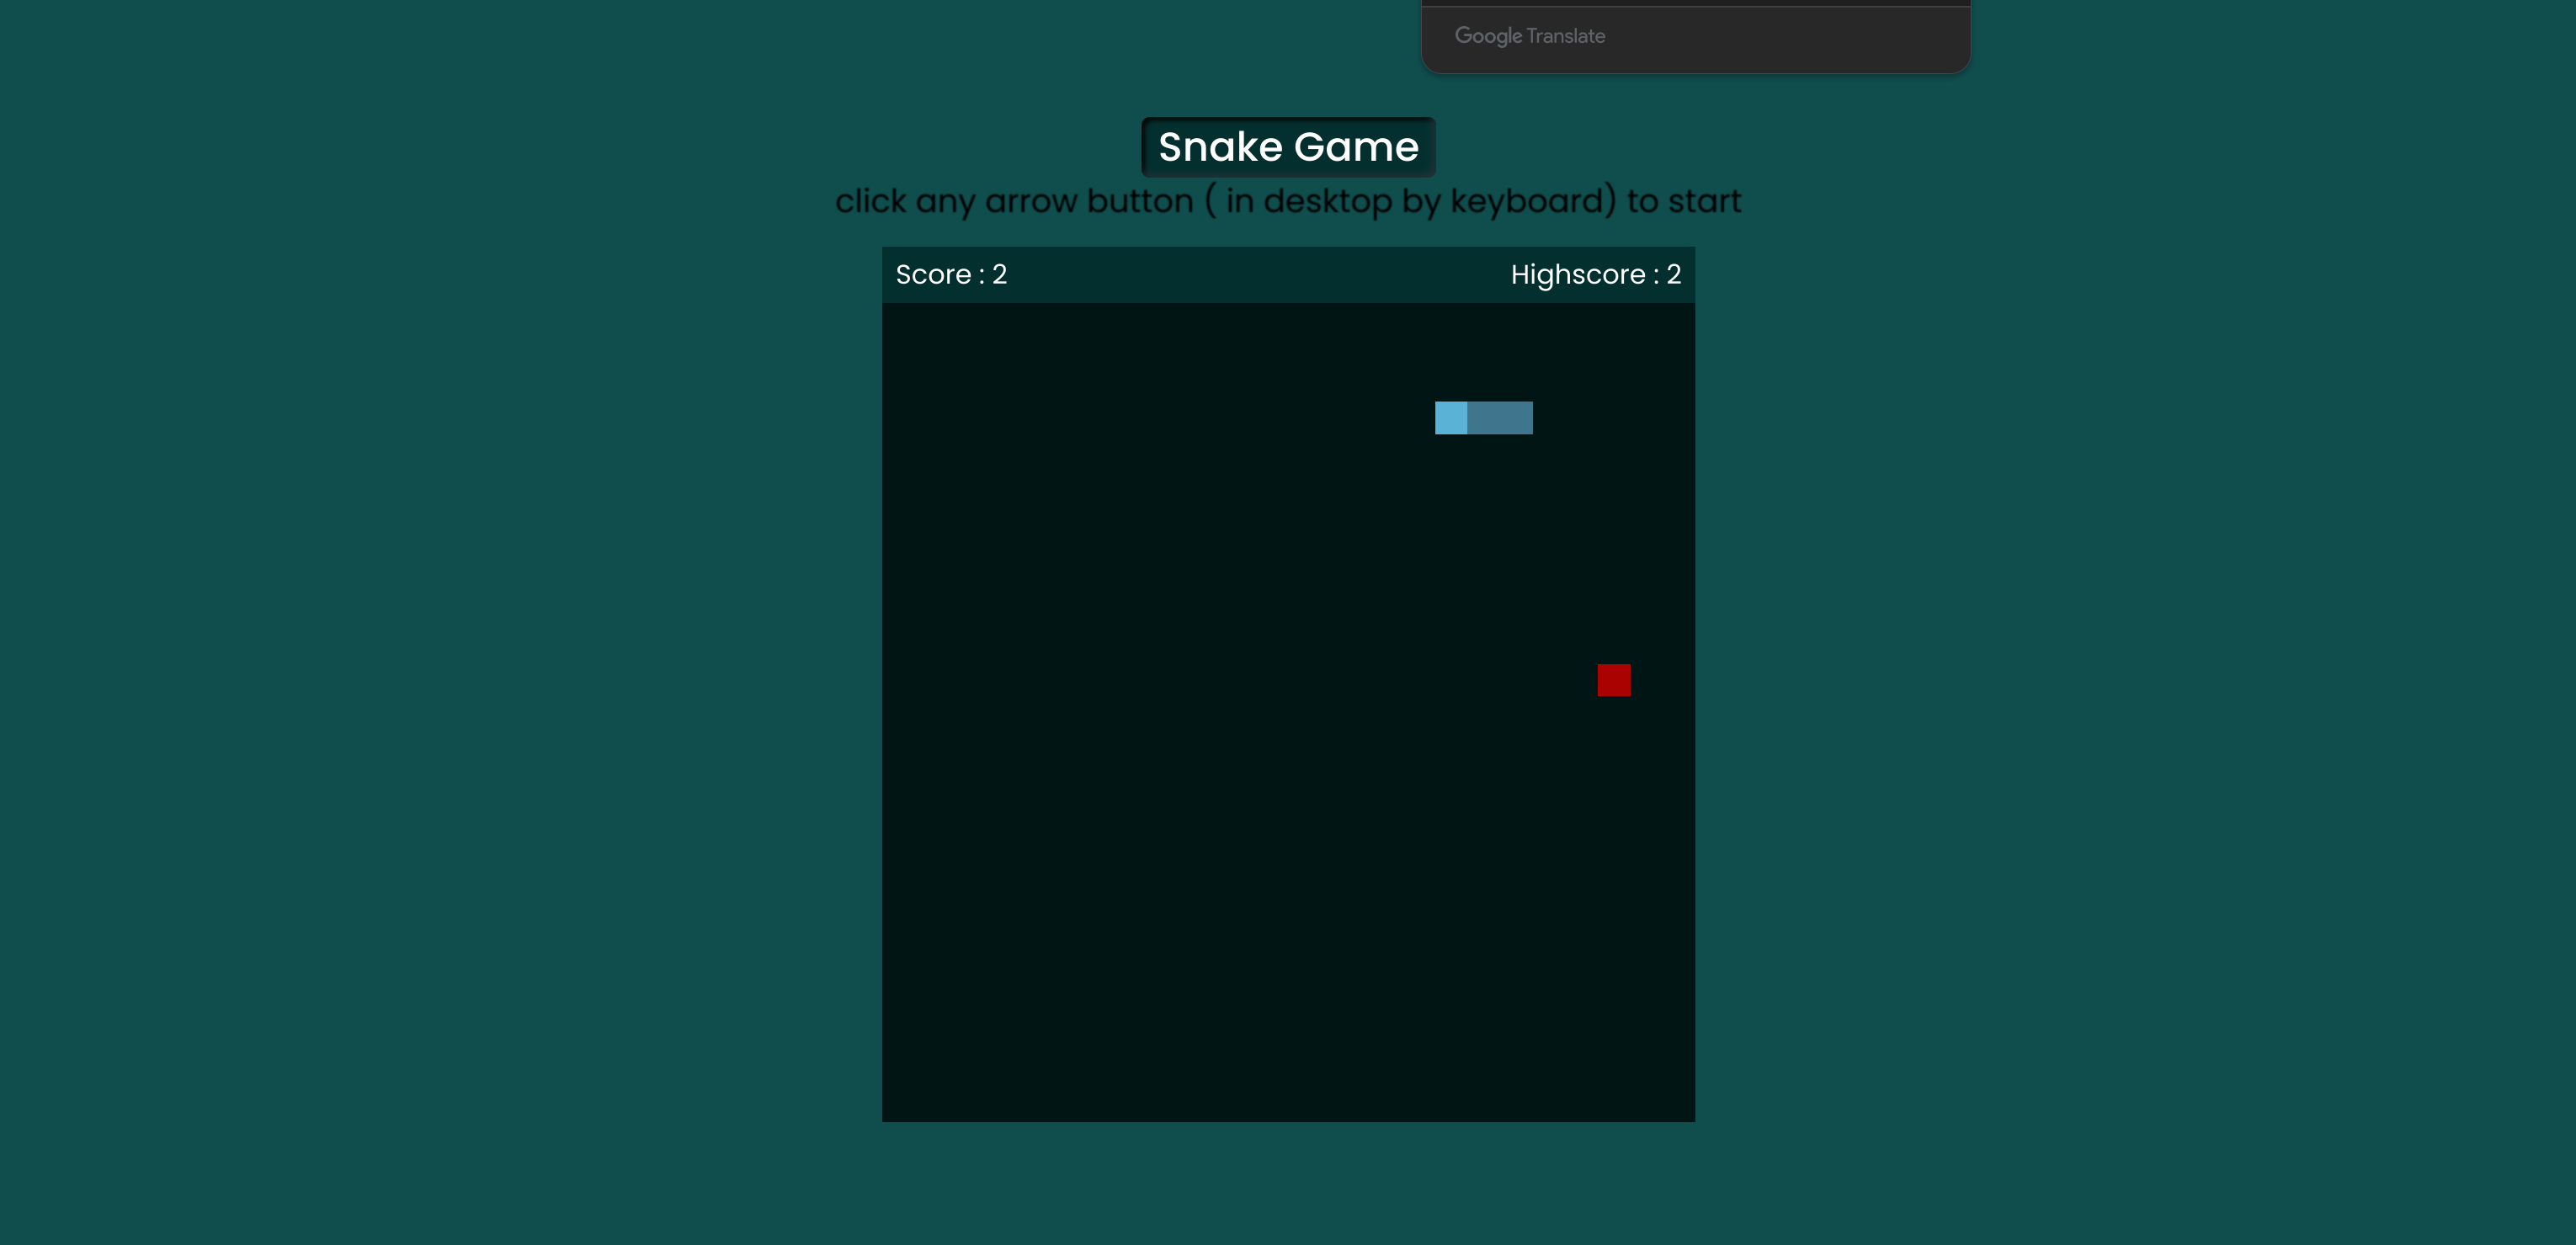 Google Translate
Snake Game
click any arrow button ( in desktop by keyboard) to start
Score : 2
Highscore : 2